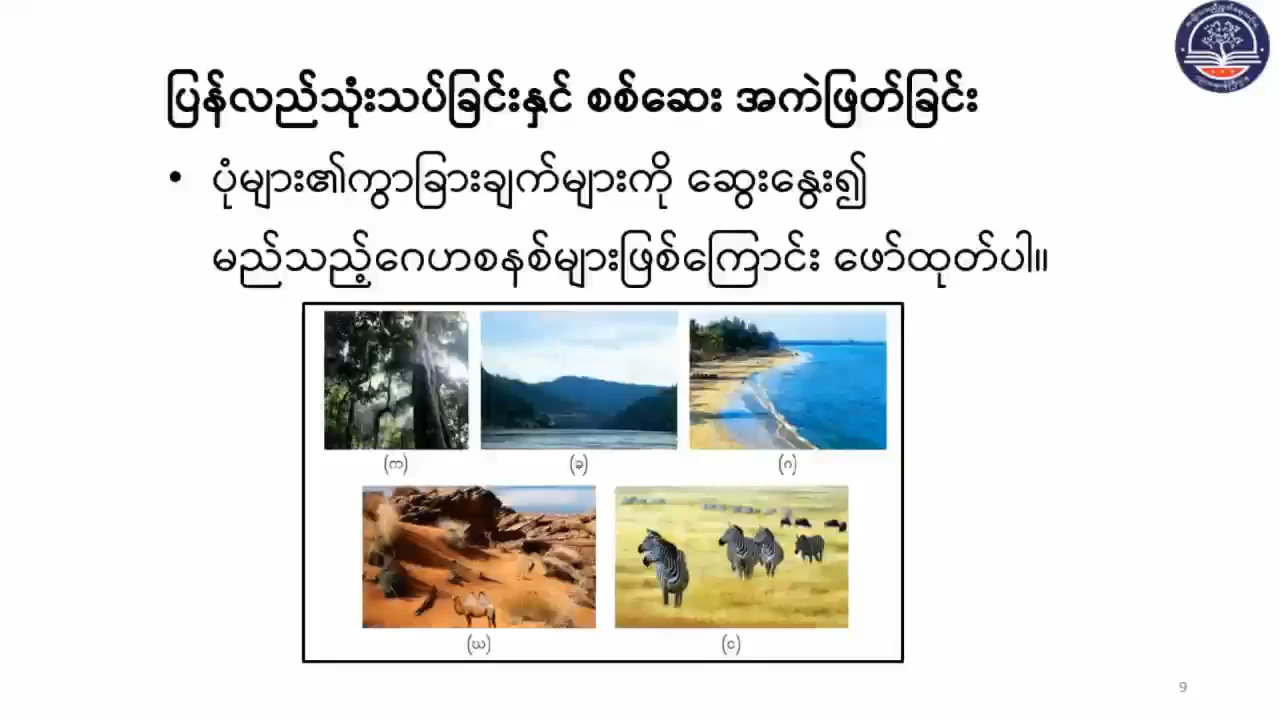 ပြန်လည်သုံးသပ်ခြင်းနှင် စစ်ဆေး အကဲဖြတ်ခြင်း
• ပုံများ၏ကွာခြားချက်များကို ဆွေးနွေး၍
မည်သည့်ဂေဟစနစ်များဖြစ်ကြောင်း ဖော်ထုတ်ပါ။
(က) (ခ) (ဂ)
(ဃ) (င)
9